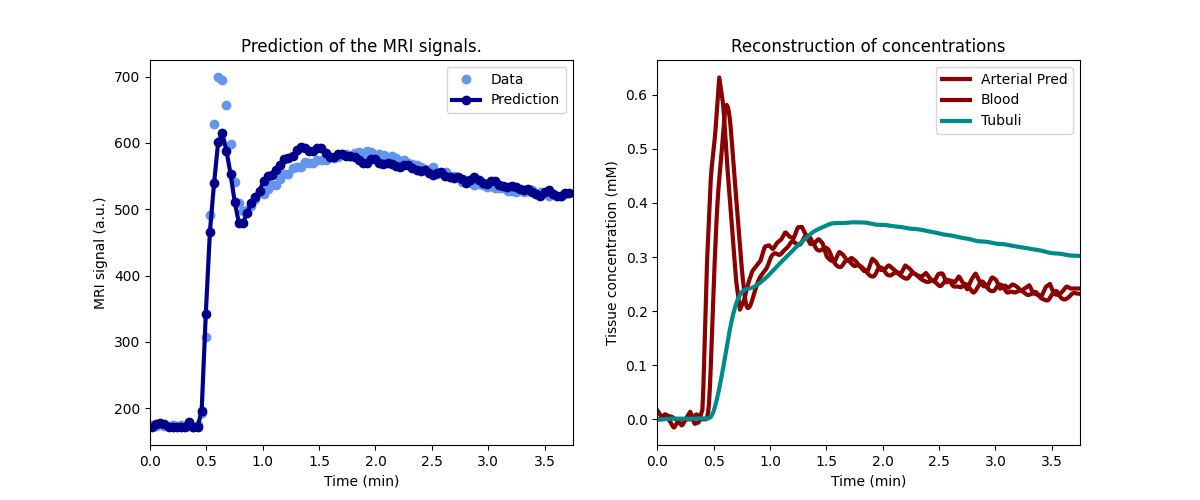 Prediction of the MRI signals.
MRI signal (a.u.)
700
600
500
400
300
200
Data
Prediction
0.0 0.5 1.0 1.5 2.0 2.5 3.0 3.5
Time (min)
Reconstruction of concentrations
Tissue concentration (mM)
0.6
0.5
0.4
0.3
0.2
0.1
0.0
Arterial Pred
Blood
Tubuli
0.0 0.5 1.0 1.5 2.0 2.5 3.0 3.5
Time (min)